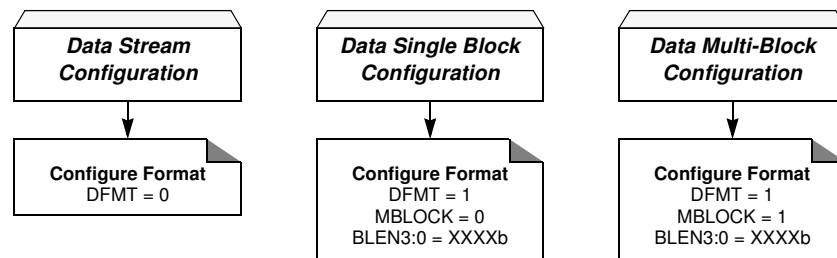 Data Stream
Configuration
Configure Format
DFMT = 0
Data Single Block
Configuration
Configure Format
DFMT = 1
MBLOCK = 0
BLEN3:0 = XXXXb
Data Multi-Block
Configuration
Configure Format
DFMT = 1
MBLOCK = 1
BLEN3:0 = XXXXb